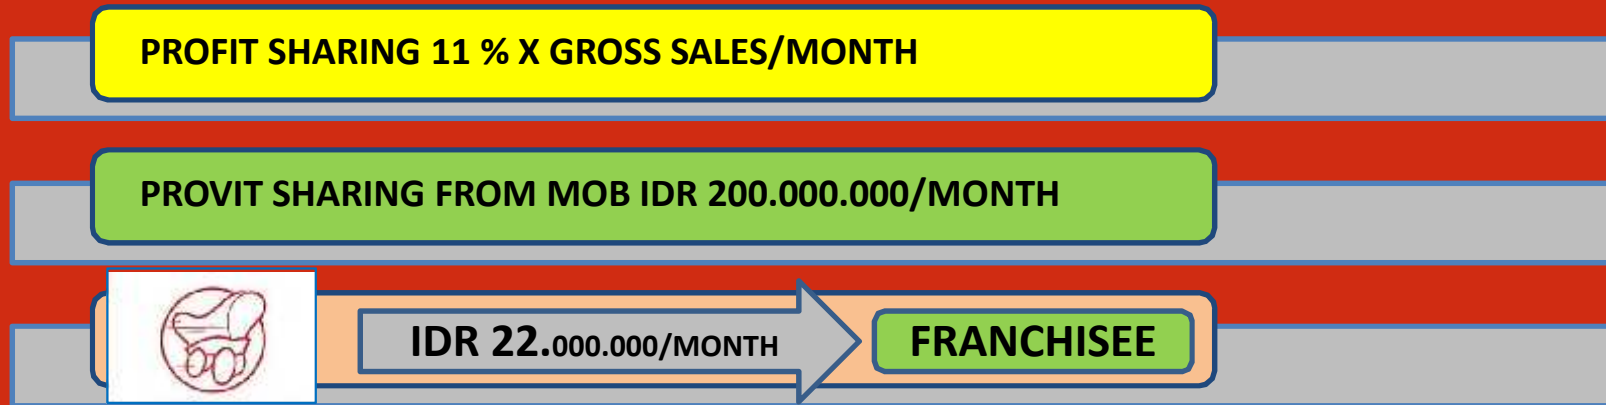 PROFIT SHARING 11 % X GROSS SALES/MONTH
PROVIT SHARING FROM MOB IDR 200.000.000/MONTH
IDR 22.000.000/MONTH
FRANCHISEE